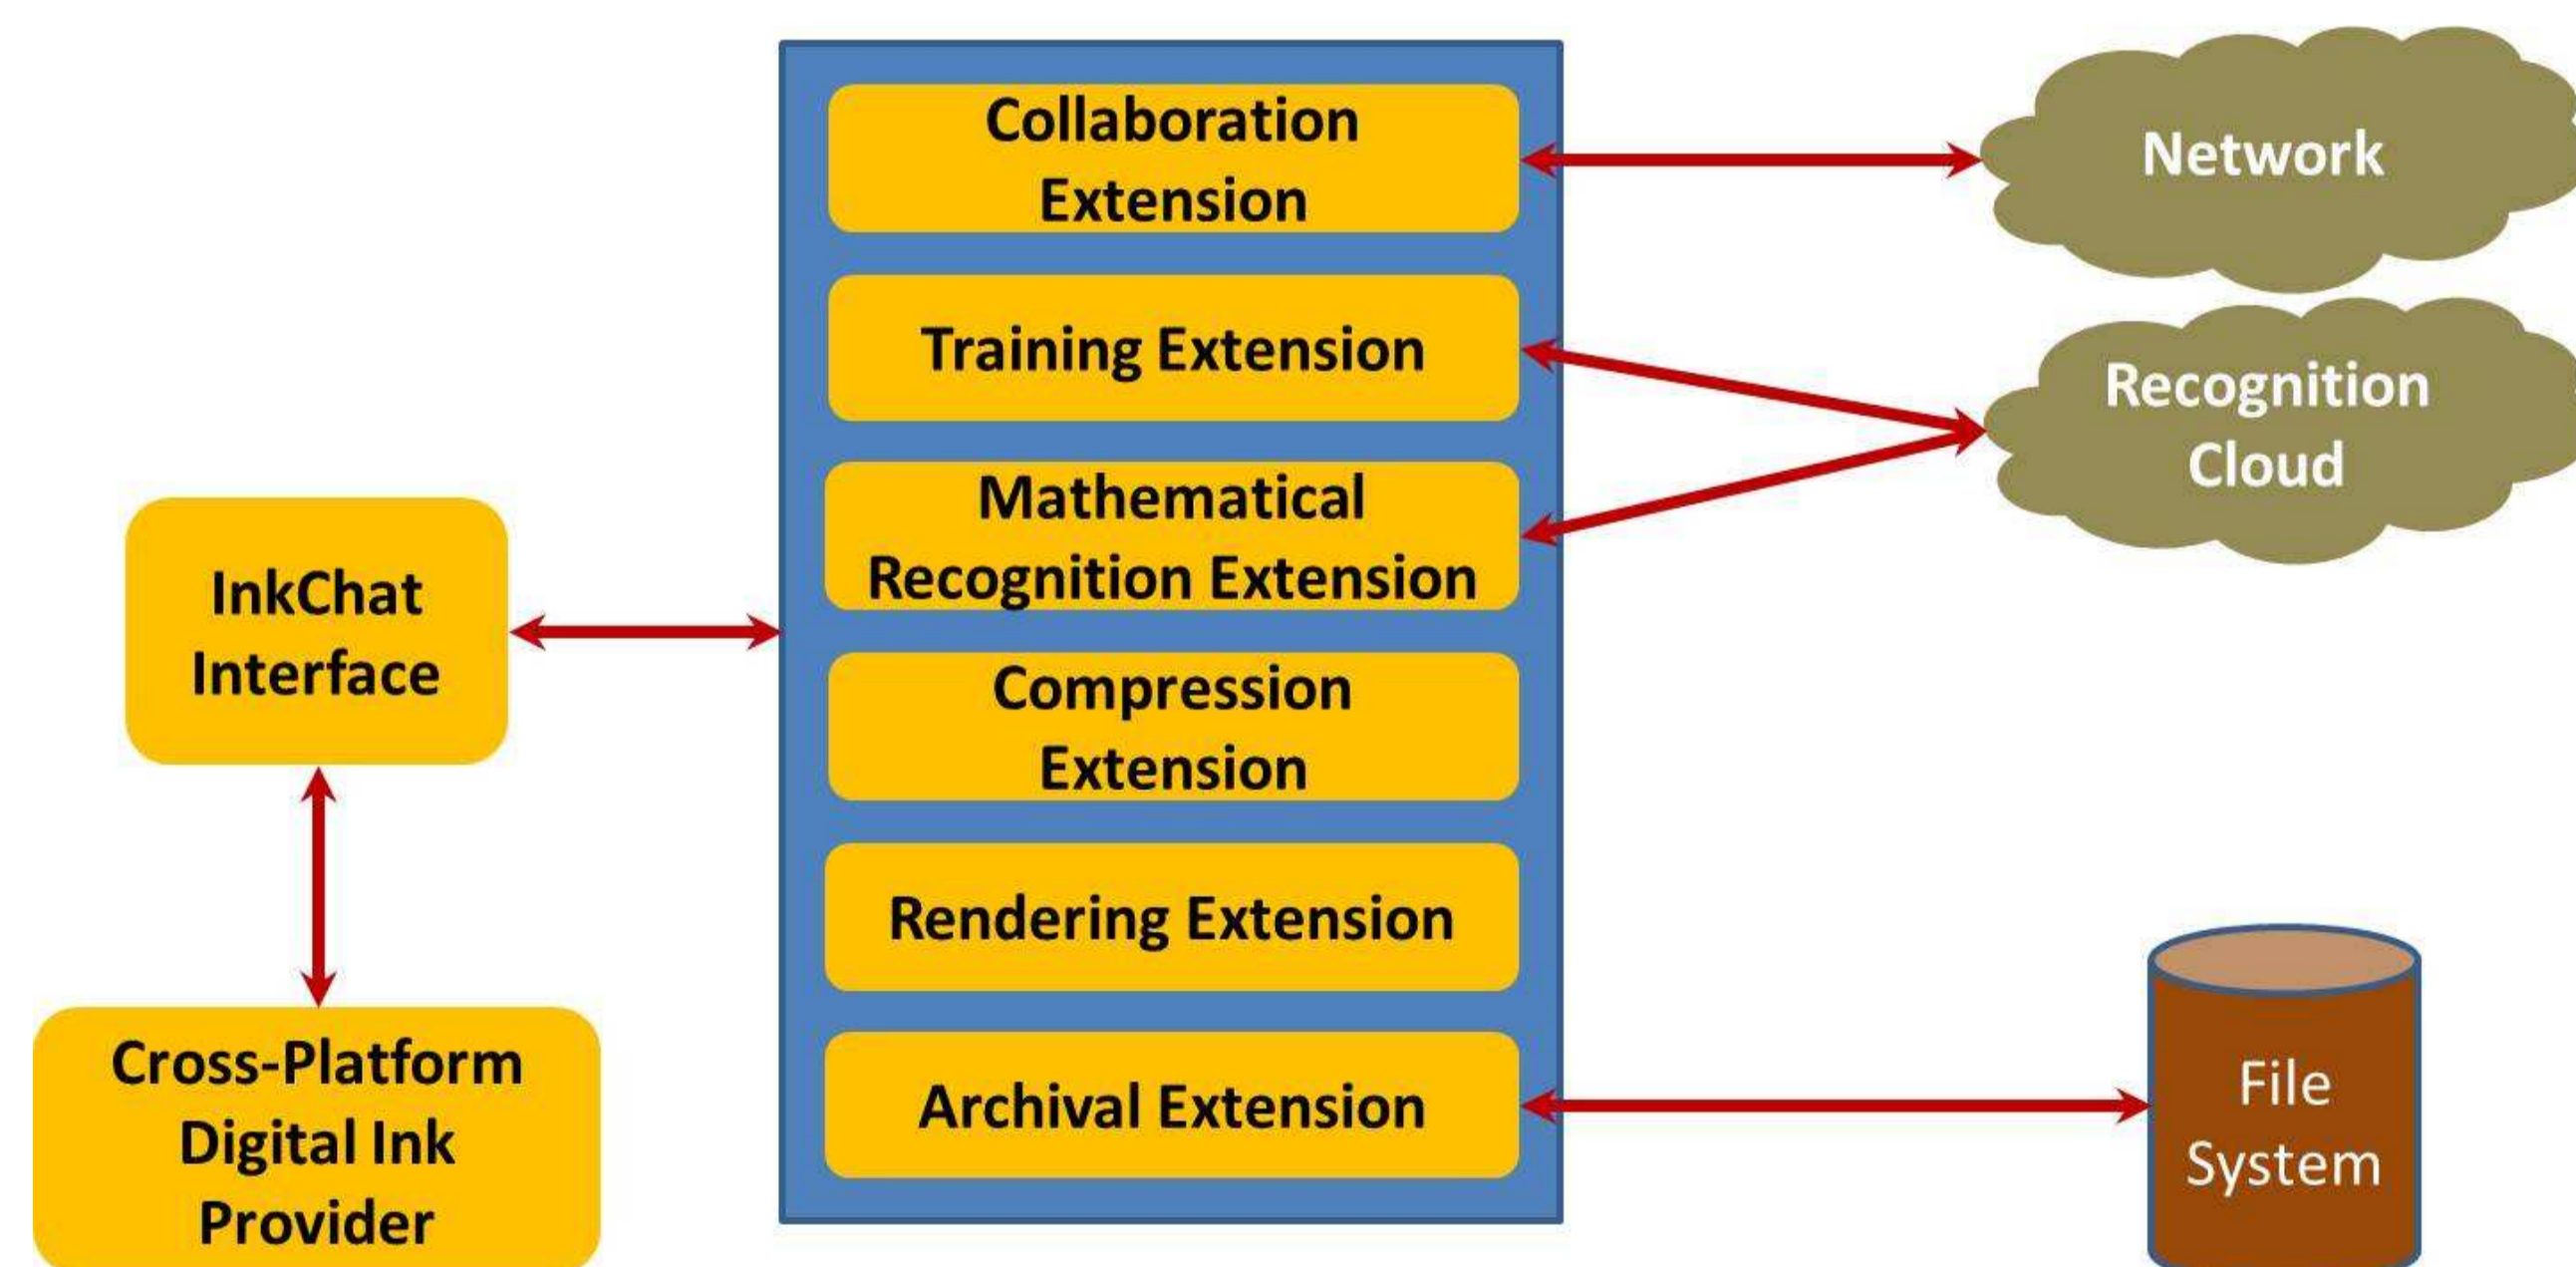 Collaboration
Extension
Training Extension
Mathematical
Recognition Extension
Compression
Extension
Rendering Extension
Archival Extension
InkChat
Interface
Cross-Platform
Digital Ink
Provider
Network
Recognition
Cloud
File
System